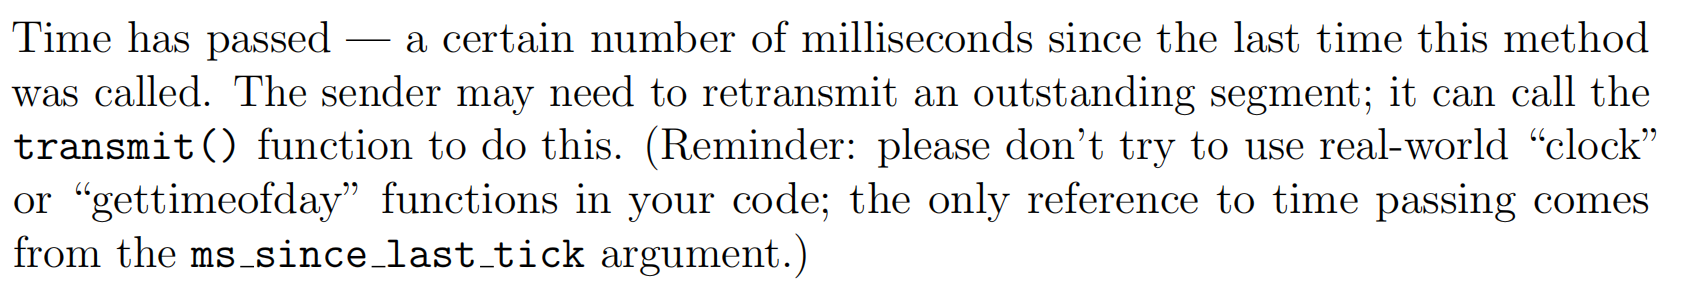 Time has passed — a certain number of milliseconds since the last time this method
was called. The sender may need to retransmit an outstanding segment; it can call the
transmit() function to do this. (Reminder: please don’t try to use real-world “clock”
or “gettimeofday” functions in your code; the only reference to time passing comes
from the ms_since_last_tick argument.)